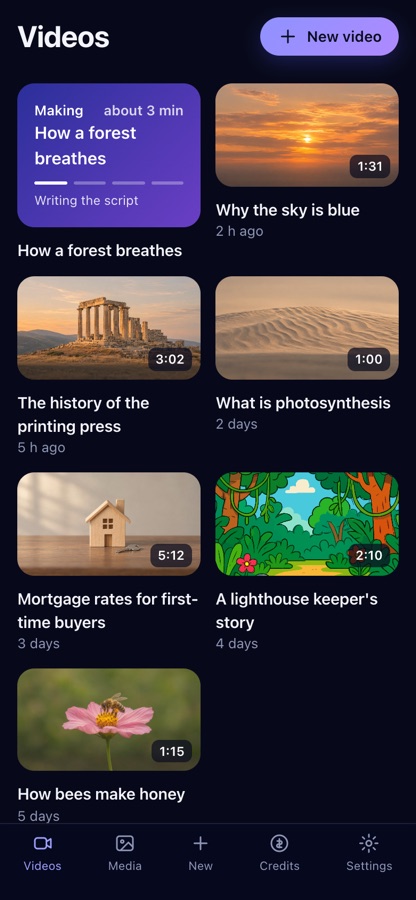 Videos
New video
Making about 3 min
How a forest
breathes
Writing the script
How a forest breathes
1:31
Why the sky is blue
2 h ago
3:02
The history of the
printing press
5 h ago
1:00
What is photosynthesis
2 days
5:12
Mortgage rates for first-
time buyers
3 days
2:10
A lighthouse keeper's
story
4 days
1:15
How bees make honey
5 days
Videos
Media
New
Credits
Settings